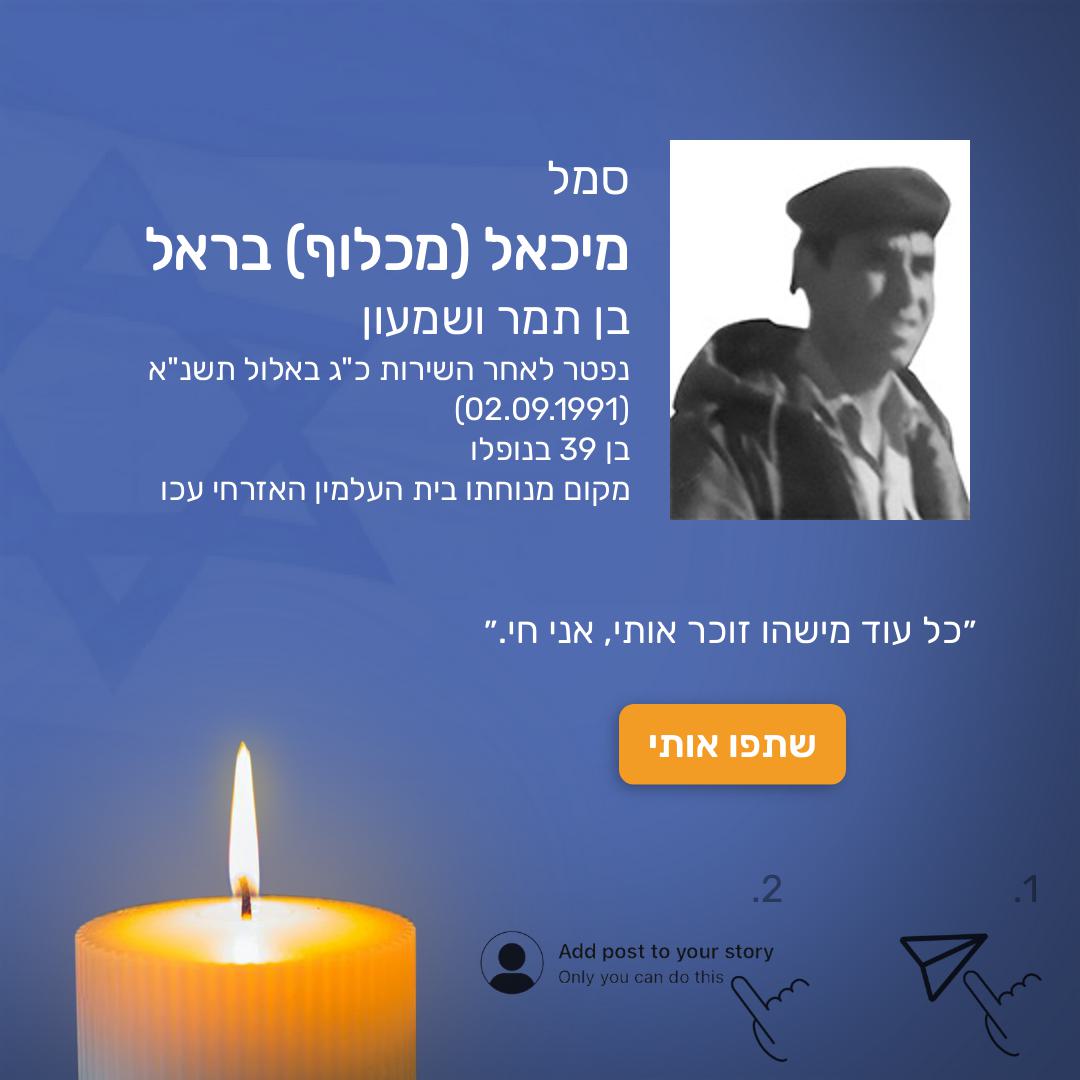 סמל
מיכאל (מכלוף) בראל
בן תמר ושמעון
נפטר לאחר השירות כ"ג באלול תשנ"א
(02.09.1991)
בן 39 בנופלו
מקום מנוחתו בית העלמין האזרחי עכו
״כל עוד מישהו זוכר אותי, אני חי.״
שתפו אותי
1.
2.
Add post to your story
Only you can do this